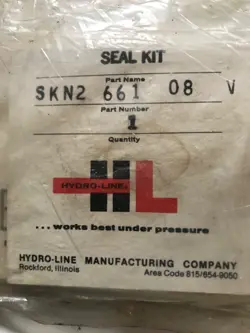 SEAL KIT
Part Name
SKN2 661 08 V
Part Number
1
Quantity
HL
HYDRO-LINE
... works best under pressure
HYDRO-LINE MANUFACTURING COMPANY
Rockford, Illinois
Area Code 815/654-9050